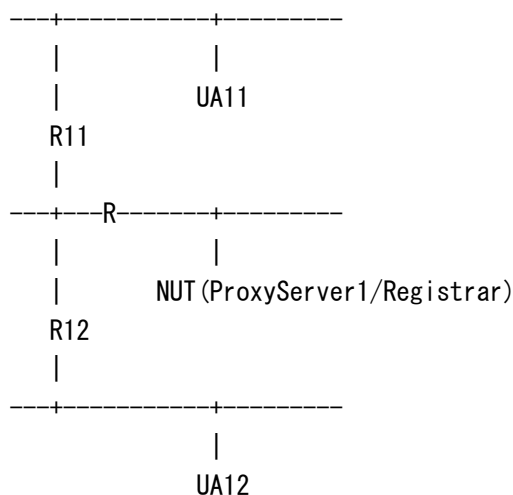 ---+-----------+---------
|           |
|         UA11
R11
|
---+---R-------+---------
|           |
|      NUT(ProxyServer1/Registrar)
R12
|
---+-----------+---------
|
UA12